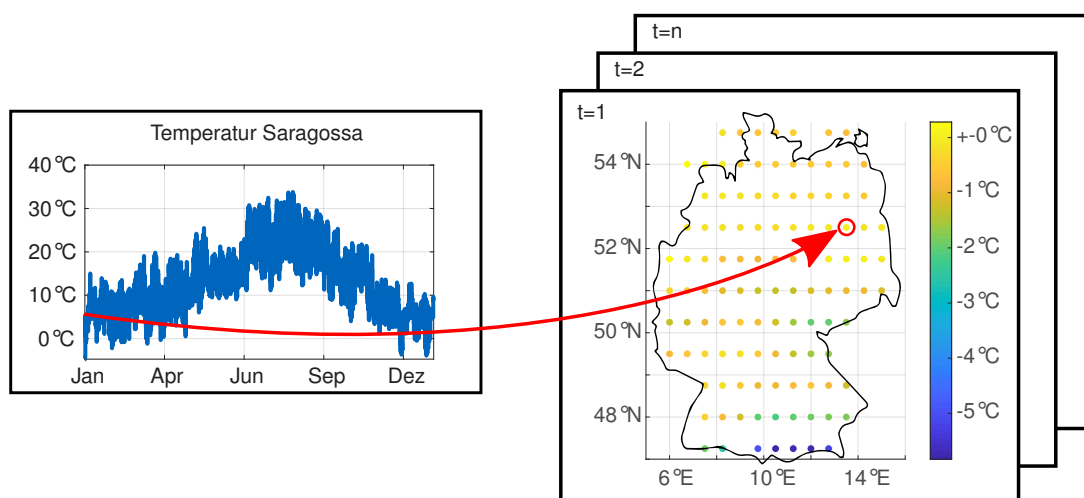 t=n
t=2
t=1
Temperatur Saragossa
40 °C
30 °C
20 °C
10 °C
0 °C
Jan Apr Jun Sep Dez
54°N
52°N
50°N
48°N
6°E 10°E 14°E
+-0°C
-1°C
-2°C
-3°C
-4°C
-5°C